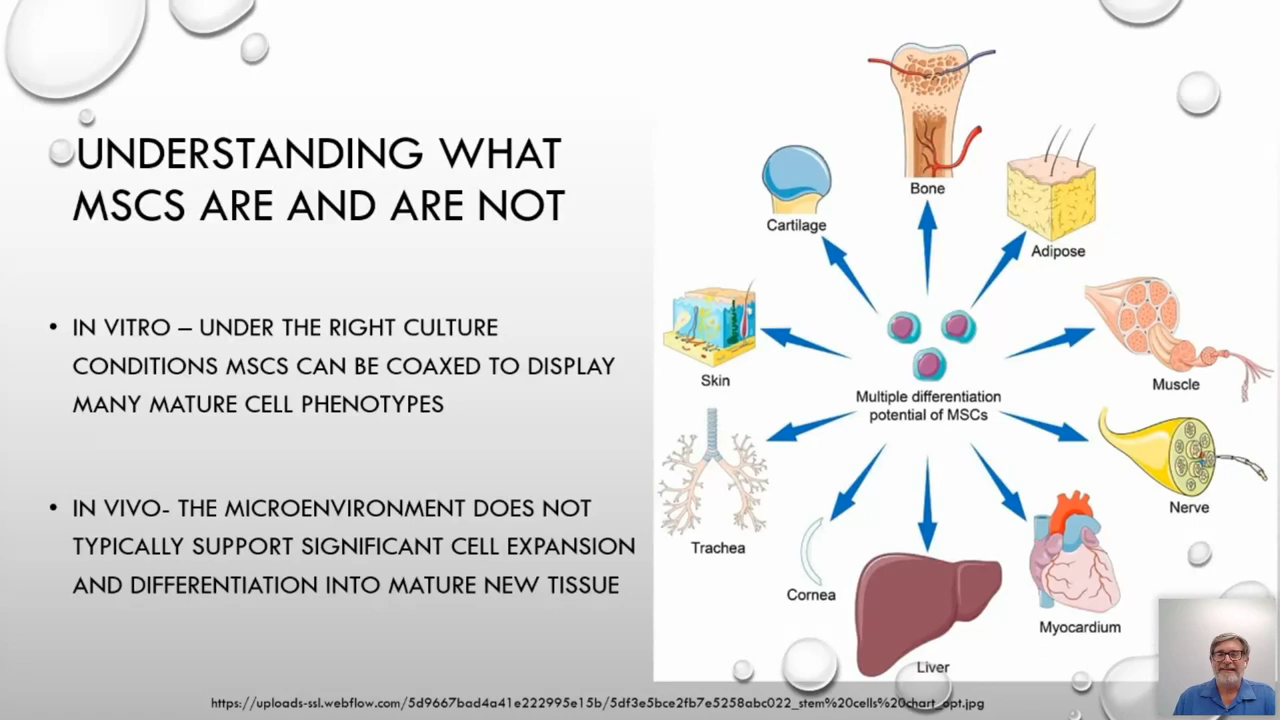 UNDERSTANDING WHAT
MSCS ARE AND ARE NOT
• IN VITRO – UNDER THE RIGHT CULTURE
CONDITIONS MSCS CAN BE COAXED TO DISPLAY
MANY MATURE CELL PHENOTYPES
• IN VIVO- THE MICROENVIRONMENT DOES NOT
TYPICALLY SUPPORT SIGNIFICANT CELL EXPANSION
AND DIFFERENTIATION INTO MATURE NEW TISSUE
Bone
Cartilage
Adipose
Skin
Muscle
Multiple differentiation
potential of MSCs
Trachea
Nerve
Cornea
Myocardium
Liver
https://uploads-ssl.webflow.com/5d9667bad4a41e222995e15b/5df3e5bce2fb7e5258abc022_stem%20cells%20chart_opt.jpg